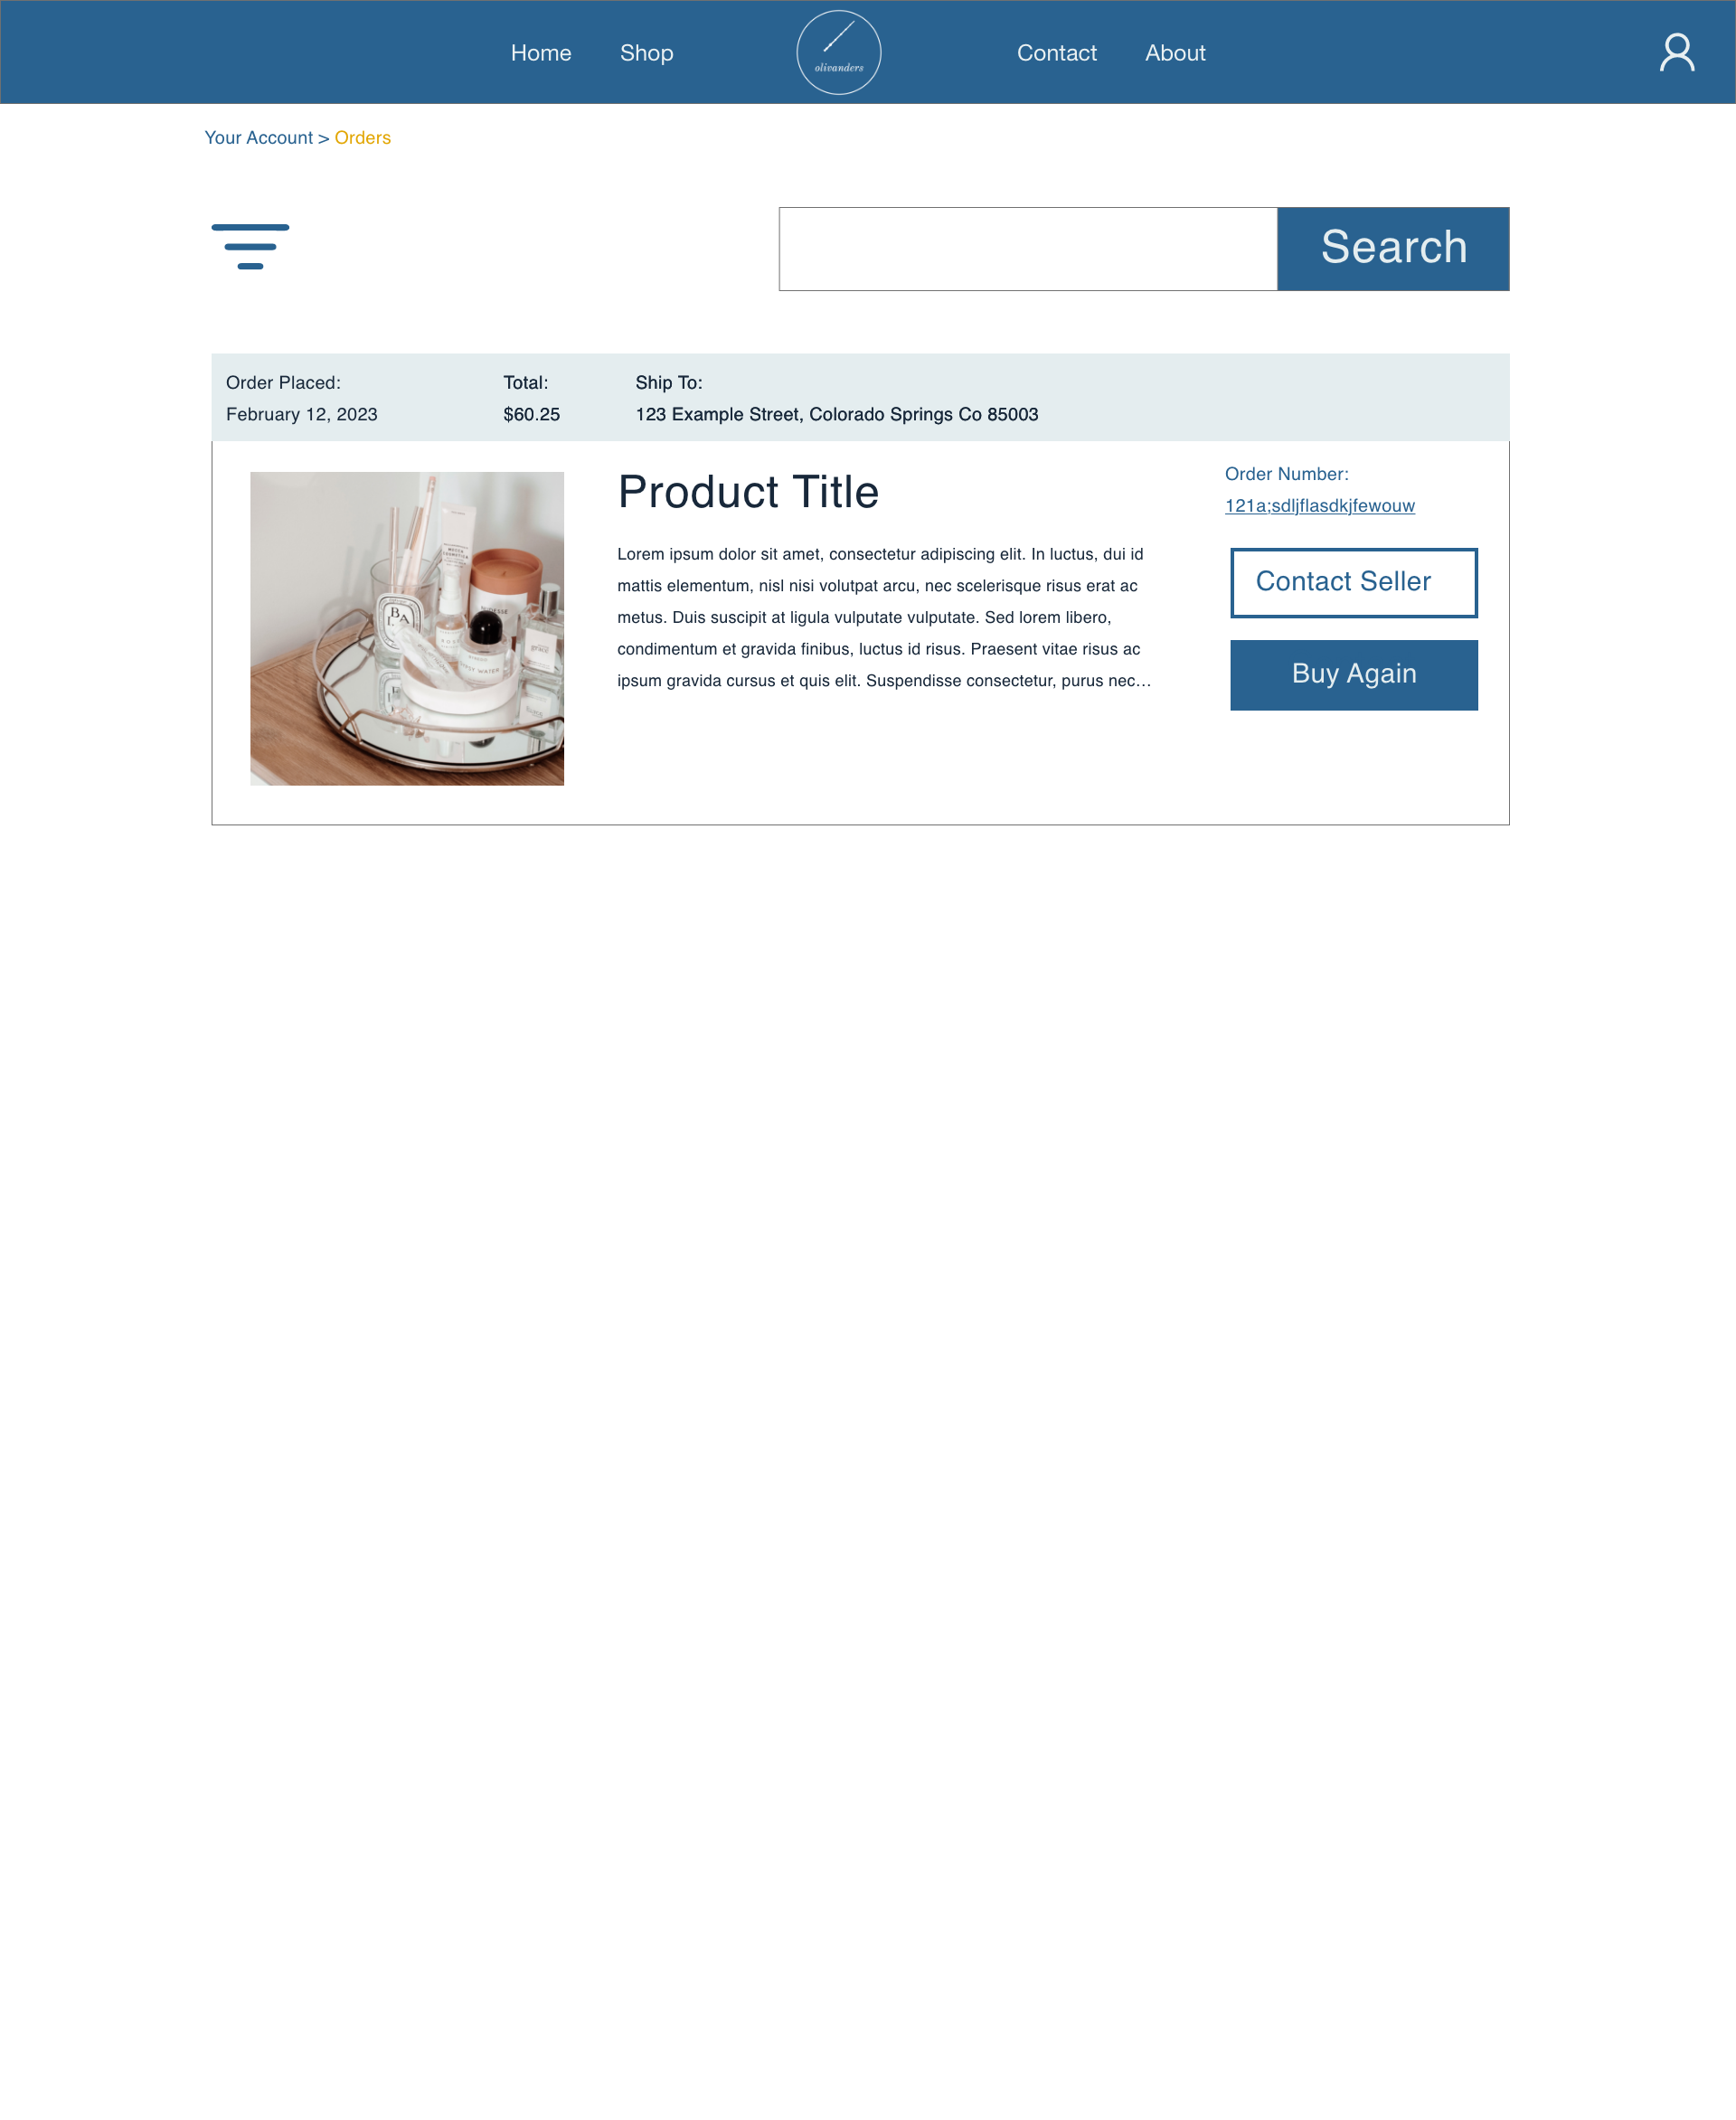 Home Shop olivanders Contact About
Your Account > Orders
Search
Order Placed: Total: Ship To:
February 12, 2023 $60.25 123 Example Street, Colorado Springs Co 85003
Product Title
Lorem ipsum dolor sit amet, consectetur adipiscing elit. In luctus, dui id
mattis elementum, nisl nisi volutpat arcu, nec scelerisque risus erat ac
metus. Duis suscipit at ligula vulputate vulputate. Sed lorem libero,
condimentum et gravida finibus, luctus id risus. Praesent vitae risus ac
ipsum gravida cursus et quis elit. Suspendisse consectetur, purus nec...
Order Number:
121a;sdljflasdkjfewouw
Contact Seller
Buy Again